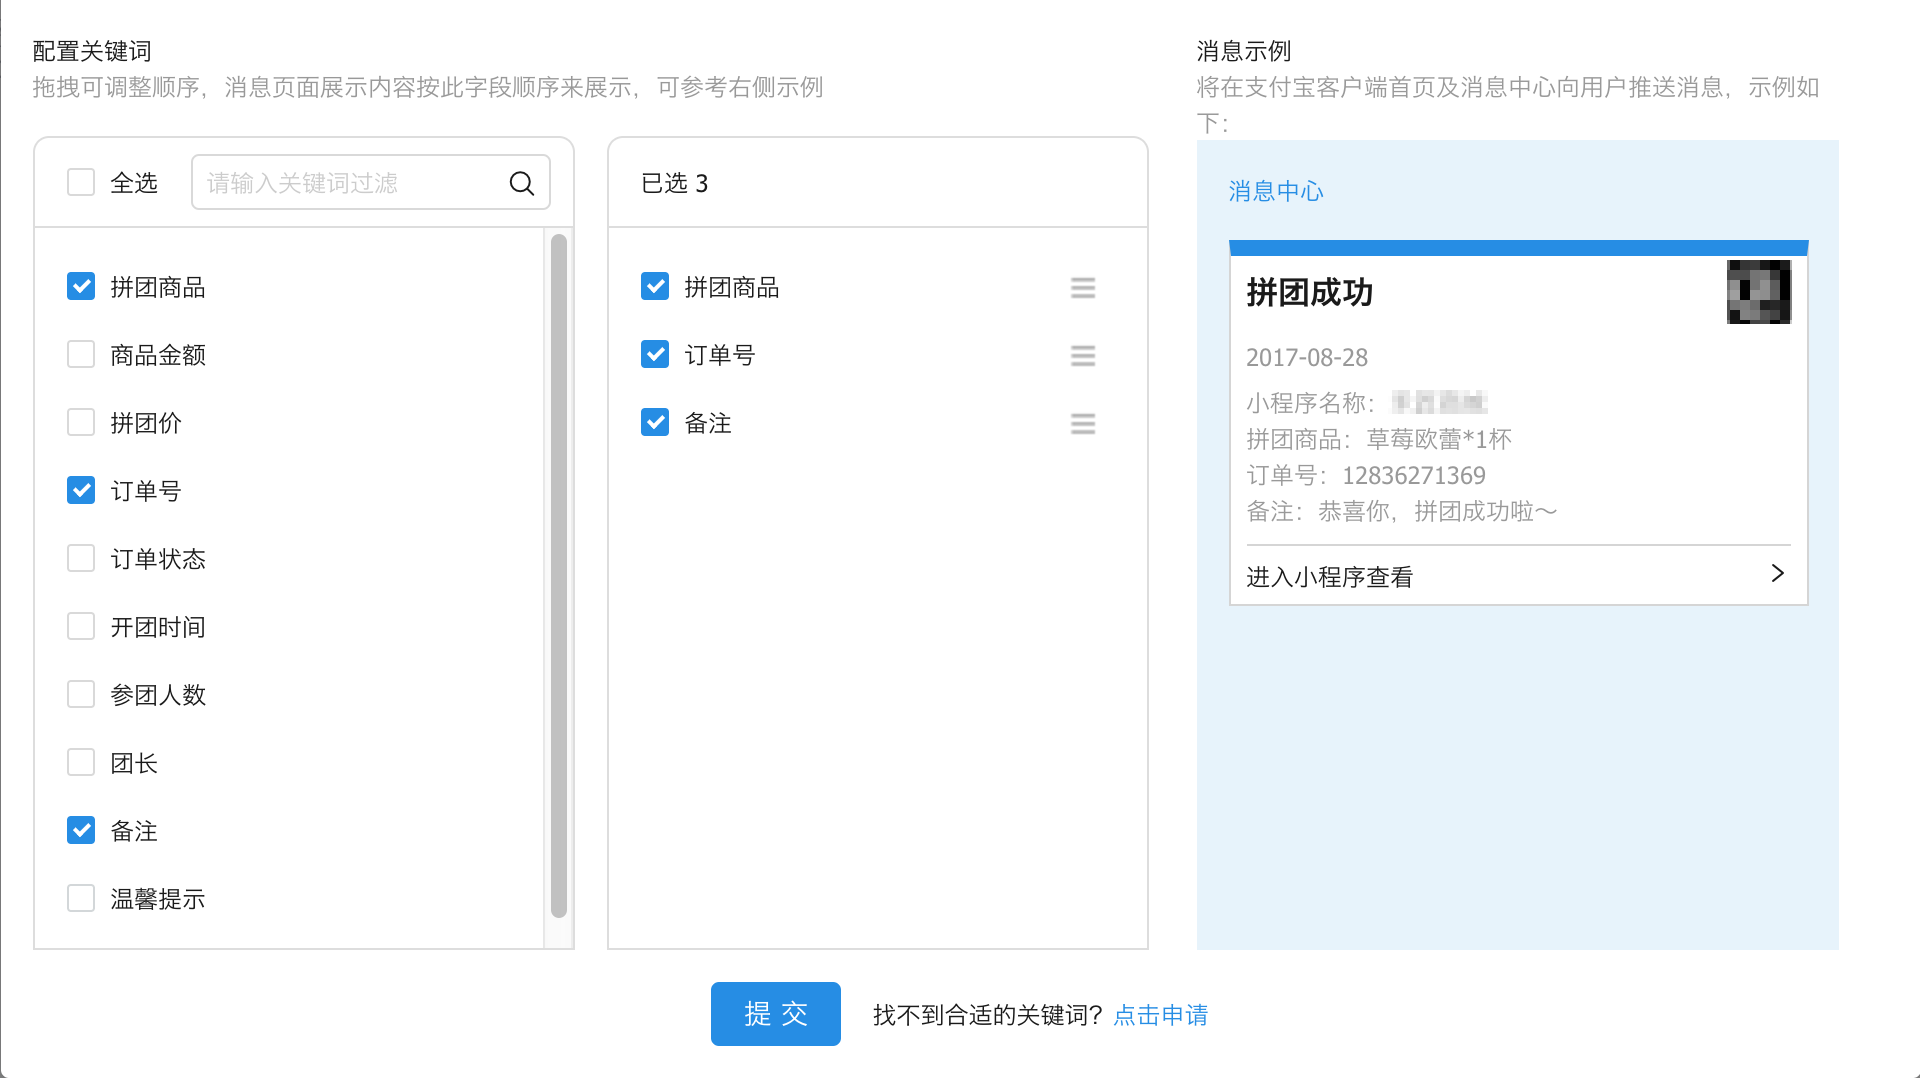 配置关键词
拖拽可调整顺序，消息页面展示内容按此字段顺序来展示，可参考右侧示例
全选
请输入关键词过滤
拼团商品
商品金额
拼团价
订单号
订单状态
开团时间
参团人数
团长
备注
温馨提示
已选 3
拼团商品
订单号
备注
消息示例
将在支付宝客户端首页及消息中心向用户推送消息，示例如
下：
消息中心
拼团成功
2017-08-28
小程序名称：
拼团商品：草莓欧蕾*1杯
订单号：12836271369
备注：恭喜你，拼团成功啦～
进入小程序查看
提 交
找不到合适的关键词？点击申请